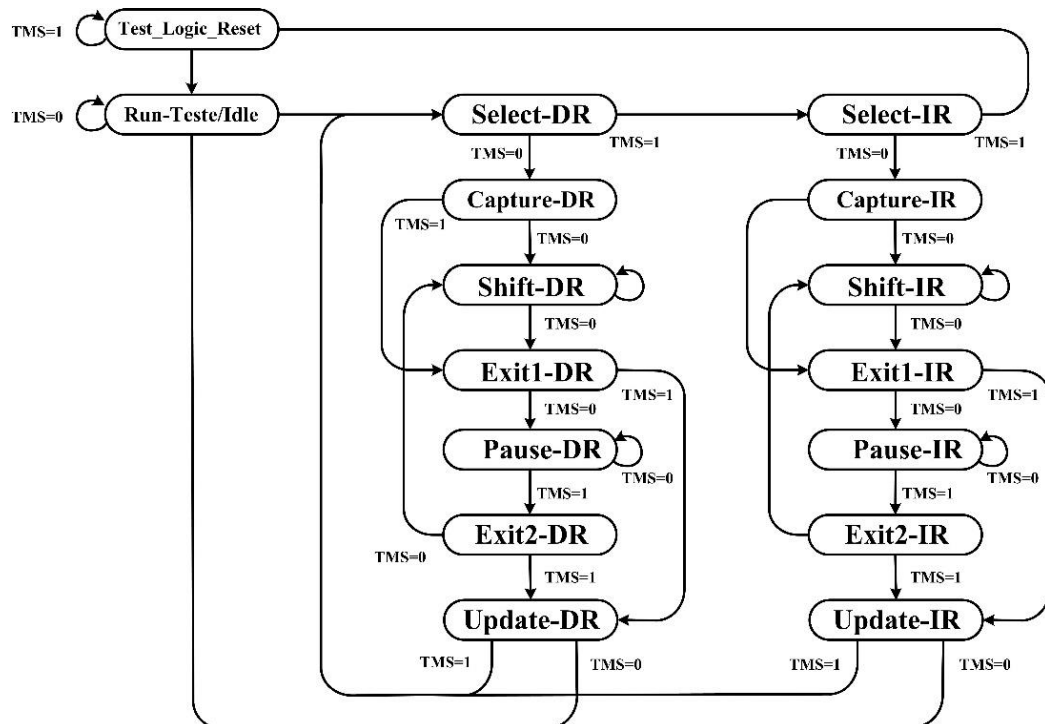 TMS=1
Test_Logic_Reset
TMS=0
Run-Teste/Idle
Select-DR
TMS=1
Select-IR
TMS=1
TMS=0
TMS=0
Capture-DR
Capture-IR
TMS=1
TMS=0
TMS=0
Shift-DR
Shift-IR
TMS=0
TMS=0
Exit1-DR
TMS=1
Exit1-IR
TMS=1
TMS=0
TMS=0
Pause-DR
TMS=0
Pause-IR
TMS=0
TMS=1
TMS=1
Exit2-DR
Exit2-IR
TMS=0
TMS=1
TMS=1
Update-DR
Update-IR
TMS=1
TMS=0
TMS=1
TMS=0